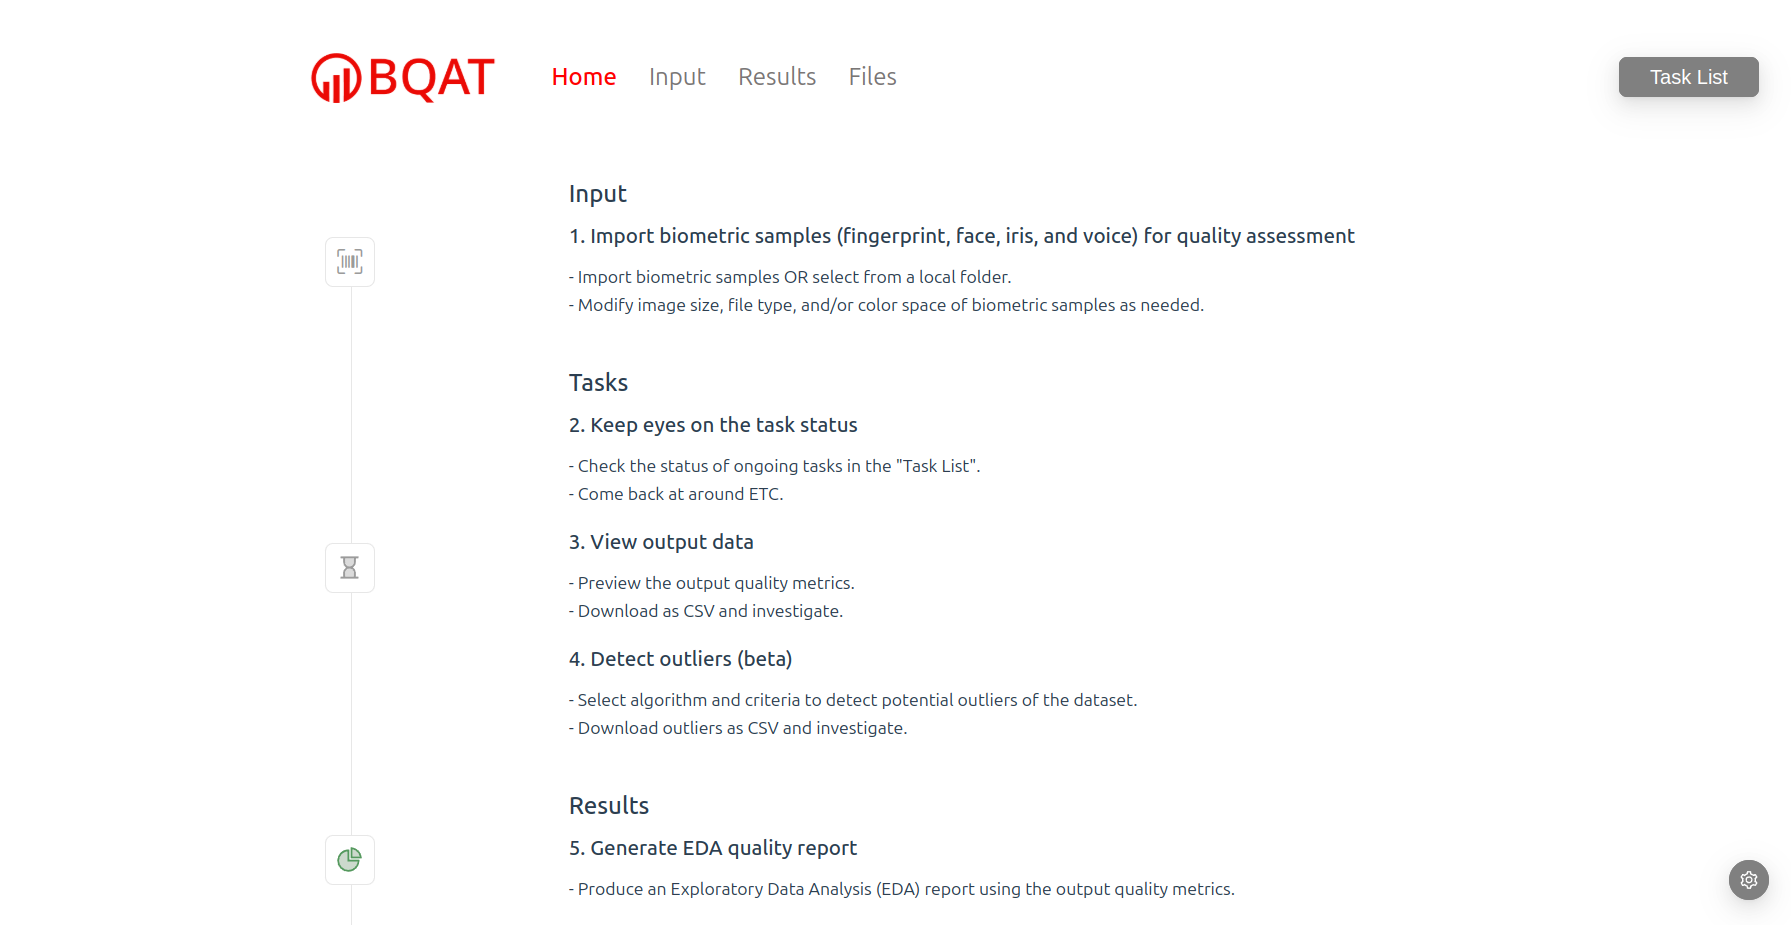 BQAT
Home Input Results Files
Task List
Input
1. Import biometric samples (fingerprint, face, iris, and voice) for quality assessment
- Import biometric samples OR select from a local folder.
- Modify image size, file type, and/or color space of biometric samples as needed.
Tasks
2. Keep eyes on the task status
- Check the status of ongoing tasks in the "Task List".
- Come back at around ETC.
3. View output data
- Preview the output quality metrics.
- Download as CSV and investigate.
4. Detect outliers (beta)
- Select algorithm and criteria to detect potential outliers of the dataset.
- Download outliers as CSV and investigate.
Results
5. Generate EDA quality report
- Produce an Exploratory Data Analysis (EDA) report using the output quality metrics.